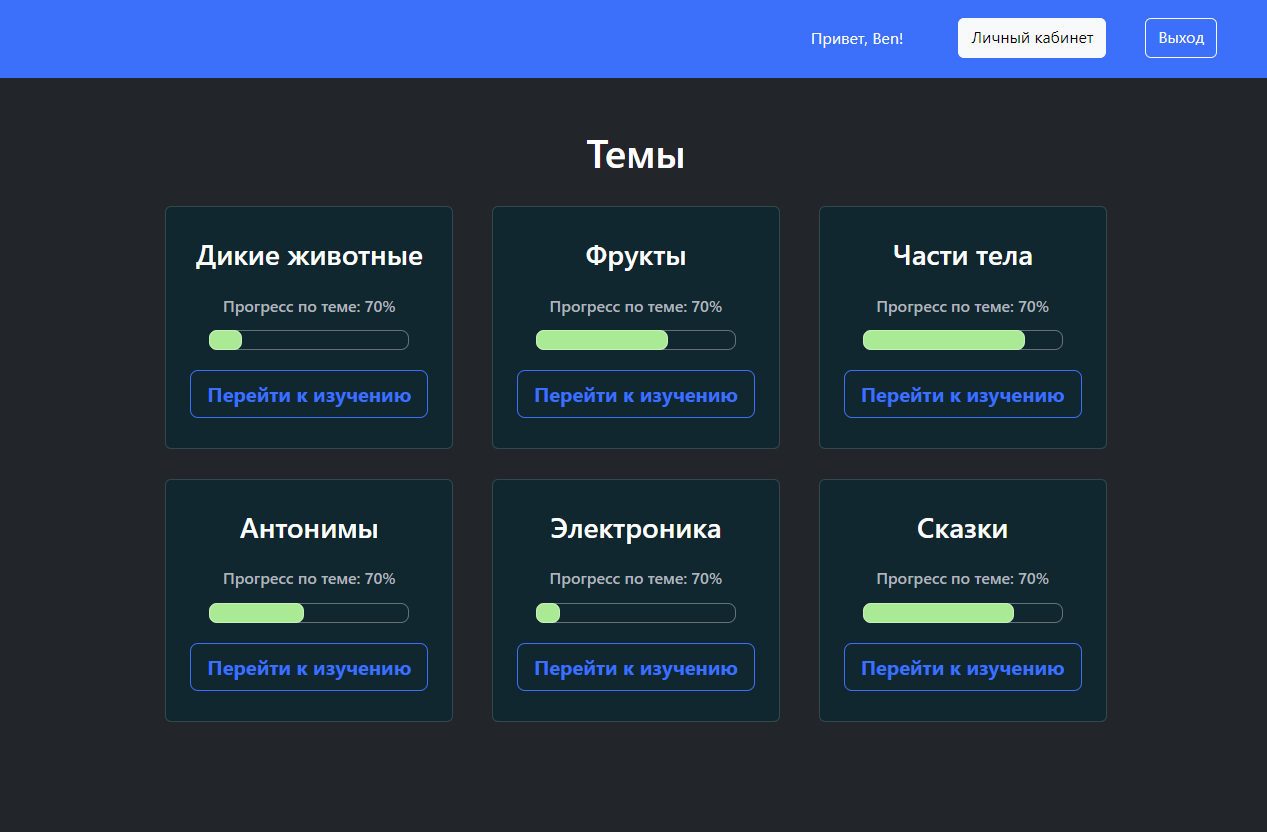 Привет, Ben!
Личный кабинет
Выход
Темы
Дикие животные
Прогресс по теме: 70%
Перейти к изучению
Фрукты
Прогресс по теме: 70%
Перейти к изучению
Части тела
Прогресс по теме: 70%
Перейти к изучению
Антонимы
Прогресс по теме: 70%
Перейти к изучению
Электроника
Прогресс по теме: 70%
Перейти к изучению
Сказки
Прогресс по теме: 70%
Перейти к изучению